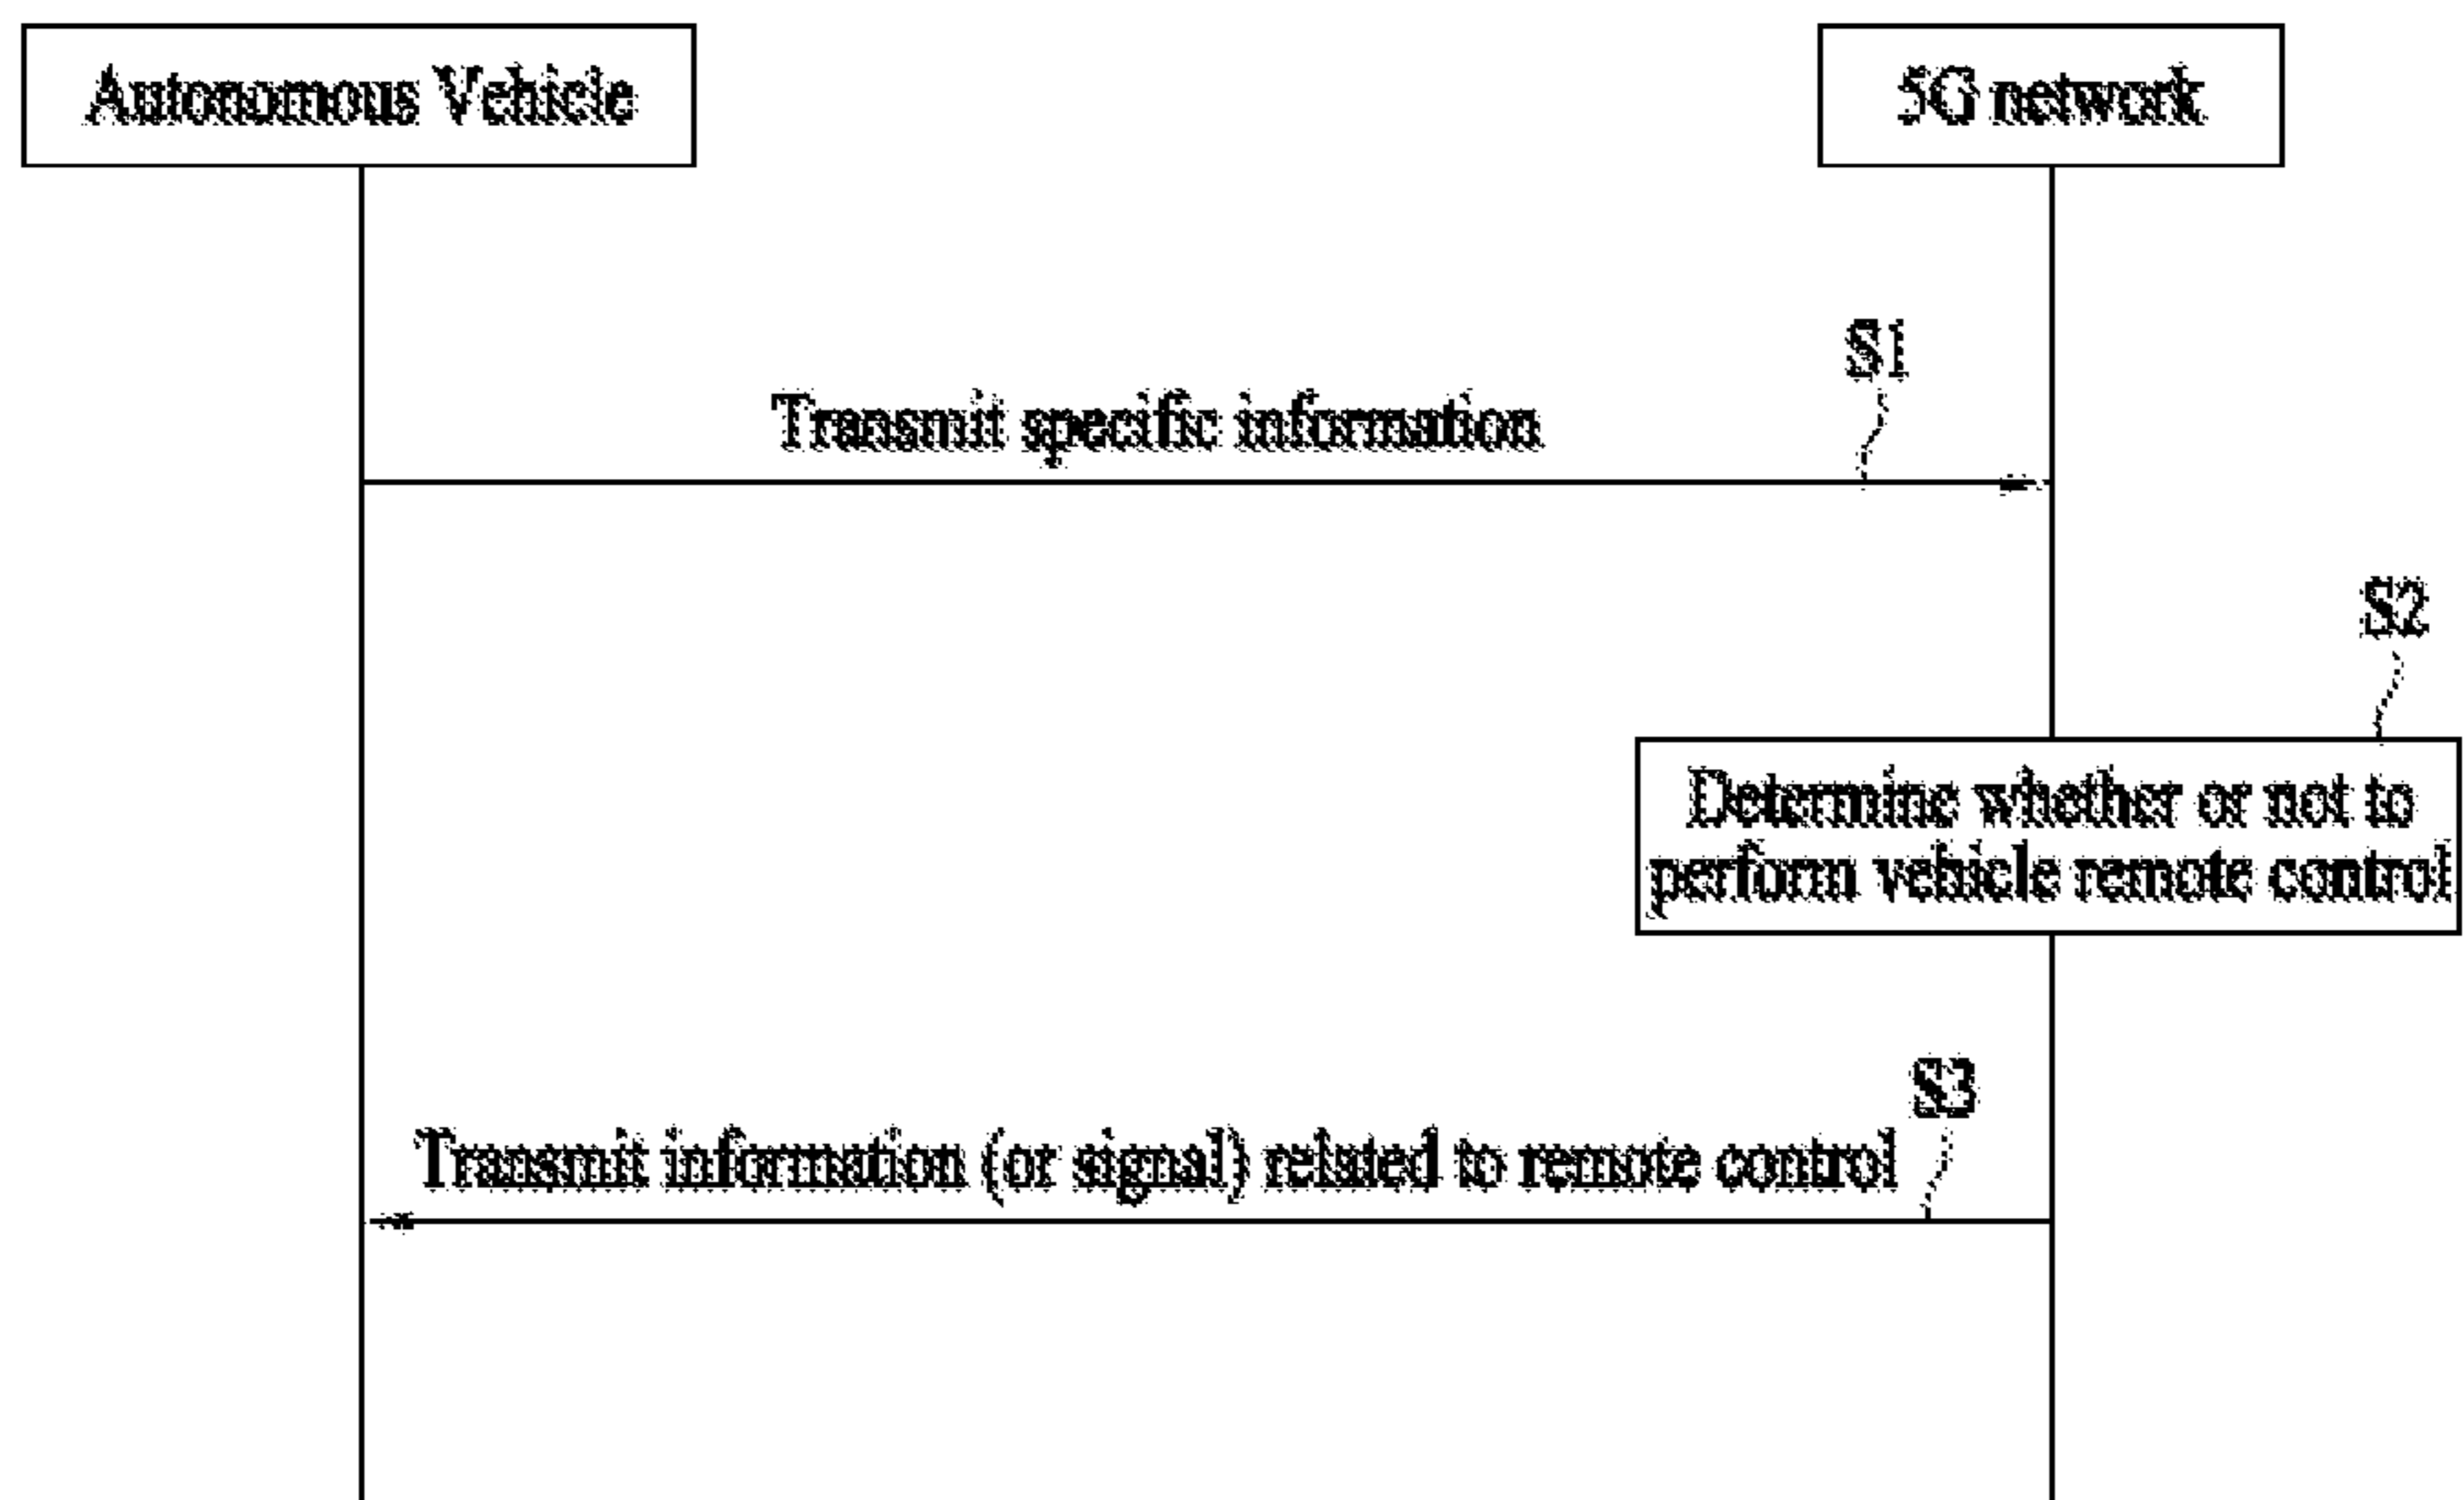 Autonomous Vehicle
5G network
S1
Transmit specific information
S2
Determine whether or not to
perform vehicle remote control
S3
Transmit information (or signal) related to remote control